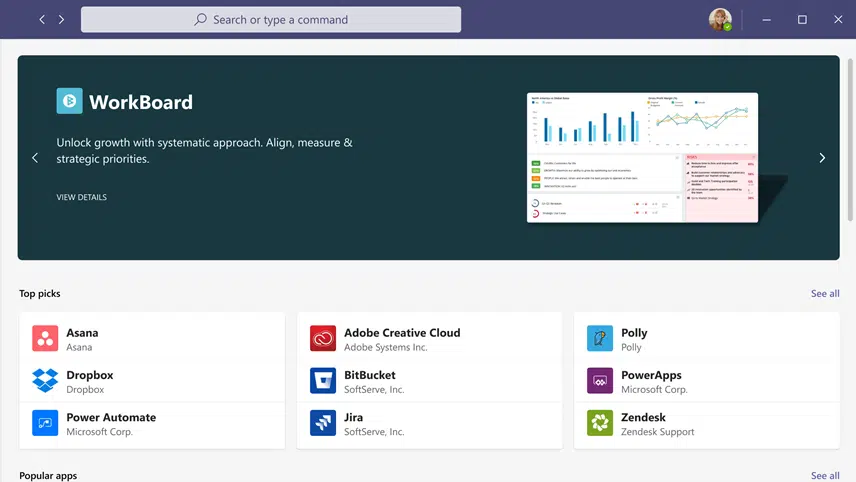 Search or type a command
WorkBoard
Unlock growth with systematic approach. Align, measure &
strategic priorities.
VIEW DETAILS
Top picks
See all
Asana
Asana
Adobe Creative Cloud
Adobe Systems Inc.
Polly
Polly
Dropbox
Dropbox
BitBucket
SoftServe, Inc.
PowerApps
Microsoft Corp.
Power Automate
Microsoft Corp.
Jira
SoftServe, Inc.
Zendesk
Zendesk Support
Popular apps
See all